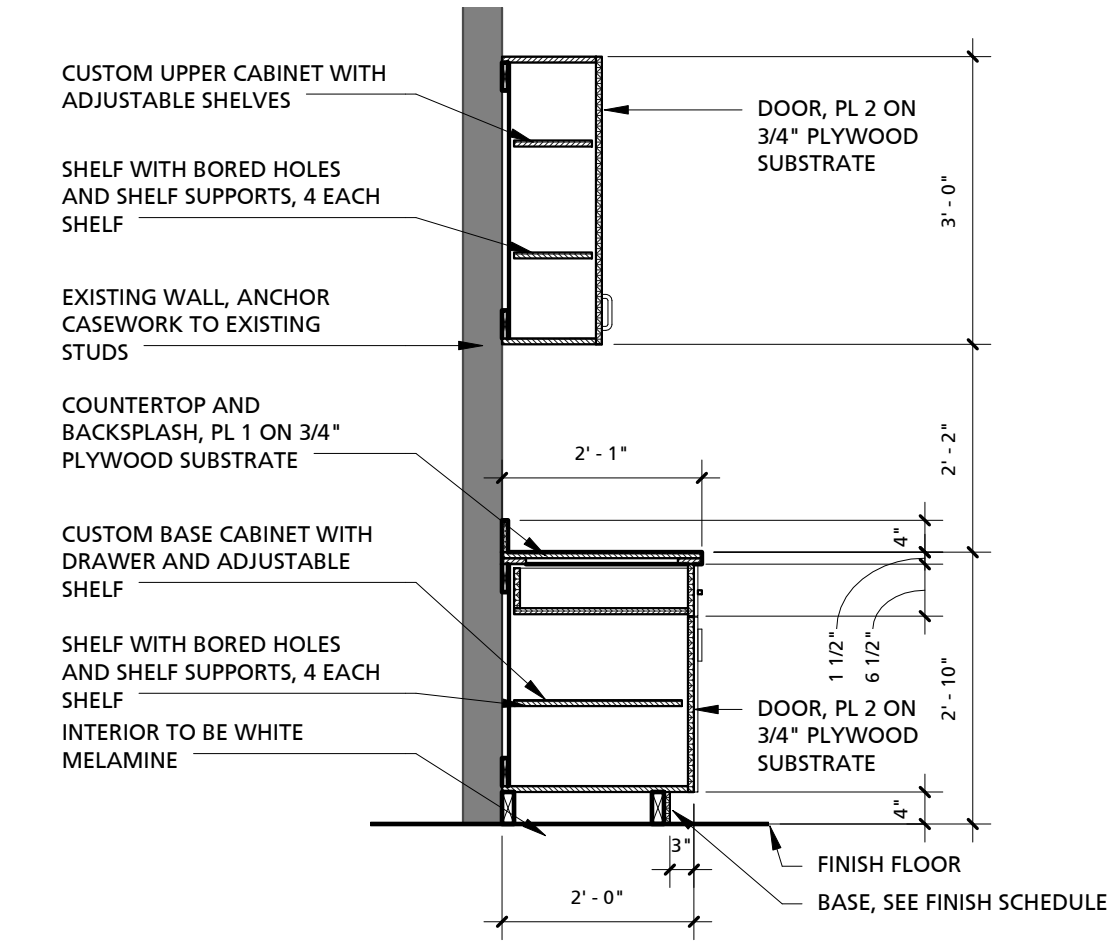 CUSTOM UPPER CABINET WITH
ADJUSTABLE SHELVES
SHELF WITH BORED HOLES
AND SHELF SUPPORTS, 4 EACH
SHELF
EXISTING WALL, ANCHOR
CASEWORK TO EXISTING
STUDS
COUNTERTOP AND
BACKSPLASH, PL 1 ON 3/4"
PLYWOOD SUBSTRATE
CUSTOM BASE CABINET WITH
DRAWER AND ADJUSTABLE
SHELF
SHELF WITH BORED HOLES
AND SHELF SUPPORTS, 4 EACH
SHELF
INTERIOR TO BE WHITE
MELAMINE
DOOR, PL 2 ON
3/4" PLYWOOD
SUBSTRATE
3' - 0"
2' - 2"
2' - 1"
4"
1 1/2"
6 1/2"
2' - 10"
DOOR, PL 2 ON
3/4" PLYWOOD
SUBSTRATE
4"
3"
2' - 0"
FINISH FLOOR
BASE, SEE FINISH SCHEDULE